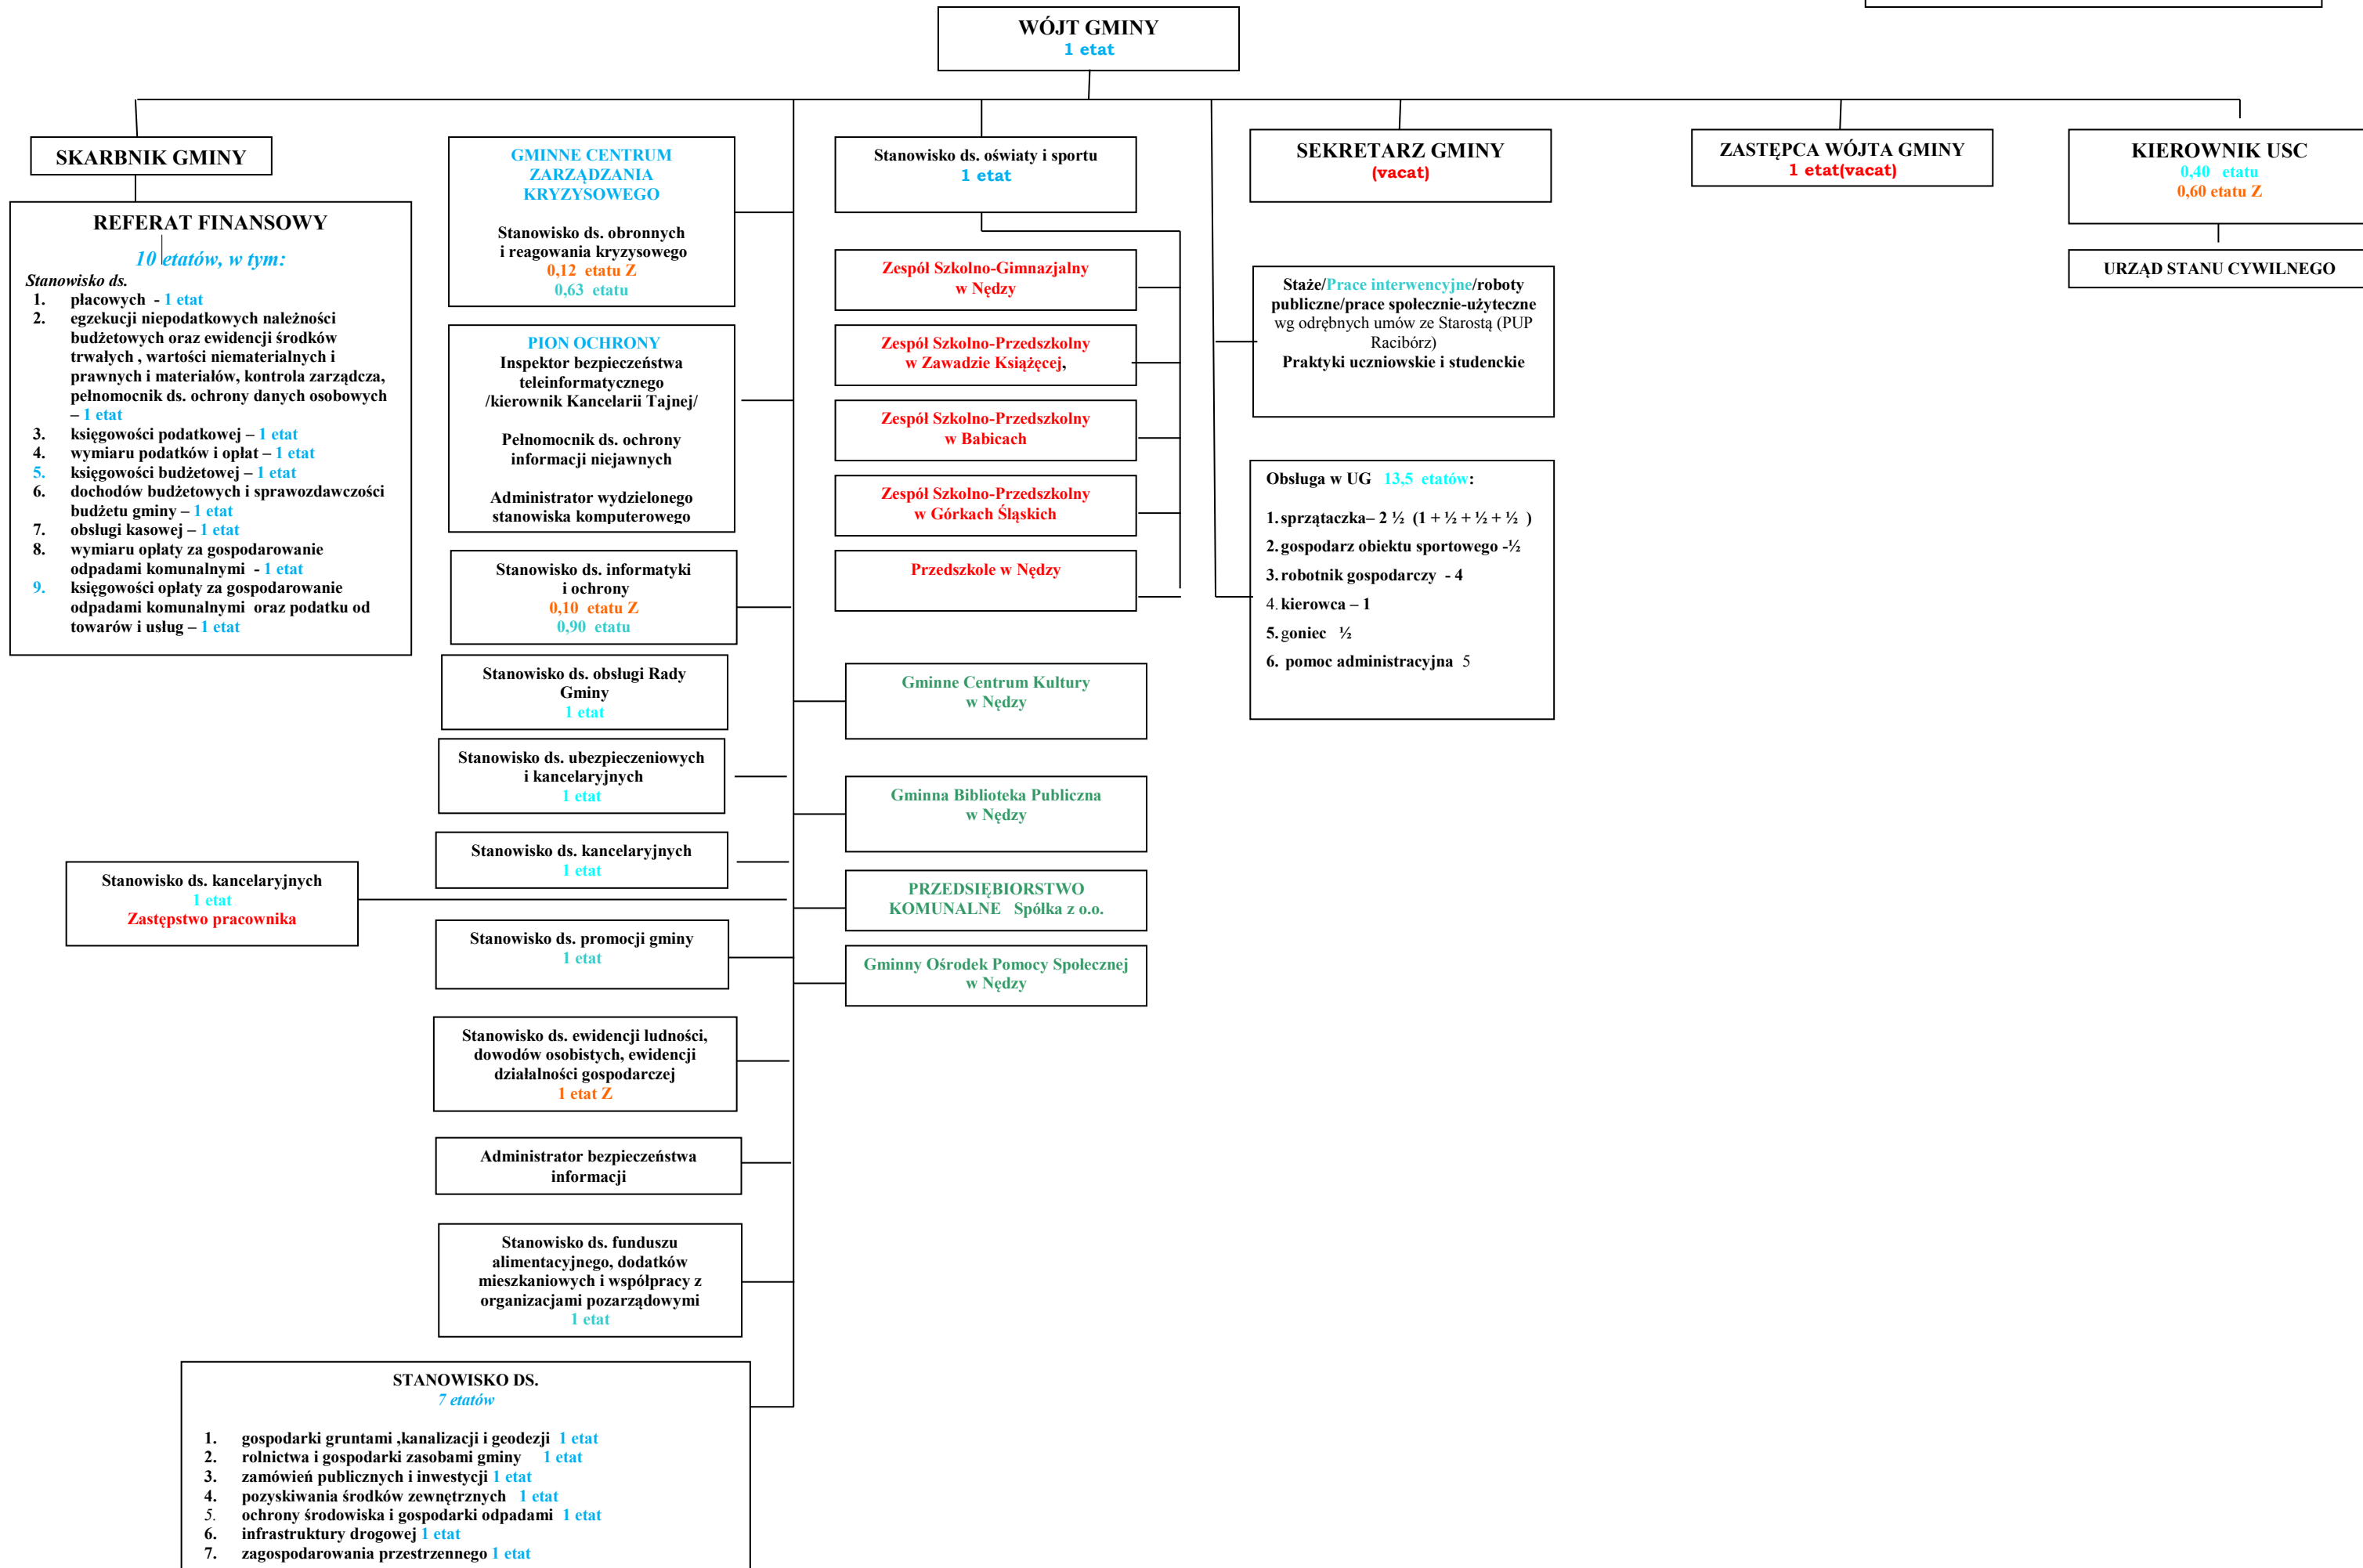 WÓJT GMINY
1 etat
SKARBNIK GMINY
REFERAT FINANSOWY
10 etatów, w tym:
Stanowisko ds.
1. płacowych - 1 etat
2. egzekucji niepodatkowych należności
budżetowych oraz ewidencji środków
trwałych , wartości niematerialnych i
prawnych i materiałów, kontrola zarządcza,
pełnomocnik ds. ochrony danych osobowych
– 1 etat
3. księgowości podatkowej – 1 etat
4. wymiaru podatków i opłat – 1 etat
5. księgowości budżetowej – 1 etat
6. dochodów budżetowych i sprawozdawczości
budżetu gminy – 1 etat
7. obsługi kasowej – 1 etat
8. wymiaru opłaty za gospodarowanie
odpadami komunalnymi - 1 etat
9. księgowości opłaty za gospodarowanie
odpadami komunalnymi oraz podatku od
towarów i usług – 1 etat
GMINNE CENTRUM
ZARZĄDZANIA
KRYZYSOWEGO
Stanowisko ds. obronnych
i reagowania kryzysowego
0,12 etatu Z
0,63 etatu
PION OCHRONY
Inspektor bezpieczeństwa
teleinformatycznego
/kierownik Kancelarii Tajnej/
Pełnomocnik ds. ochrony
informacji niejawnych
Administrator wydzielonego
stanowiska komputerowego
Stanowisko ds. informatyki
i ochrony
0,10 etatu Z
0,90 etatu
Stanowisko ds. obsługi Rady
Gminy
1 etat
Stanowisko ds. ubezpieczeniowych
i kancelaryjnych
1 etat
Stanowisko ds. kancelaryjnych
1 etat
Stanowisko ds. kancelaryjnych
1 etat
Zastępstwo pracownika
Stanowisko ds. promocji gminy
1 etat
Stanowisko ds. ewidencji ludności,
dowodów osobistych, ewidencji
działalności gospodarczej
1 etat Z
Administrator bezpieczeństwa
informacji
Stanowisko ds. funduszu
alimentacyjnego, dodatków
mieszkaniowych i współpracy z
organizacjami pozarządowymi
1 etat
STANOWISKO DS.
7 etatów
1. gospodarki gruntami ,kanalizacji i geodezji 1 etat
2. rolnictwa i gospodarki zasobami gminy 1 etat
3. zamówień publicznych i inwestycji 1 etat
4. pozyskiwania środków zewnętrznych 1 etat
5. ochrony środowiska i gospodarki odpadami 1 etat
6. infrastruktury drogowej 1 etat
7. zagospodarowania przestrzennego 1 etat
Stanowisko ds. oświaty i sportu
1 etat
Zespół Szkolno-Gimnazjalny
w Nędzy
Zespół Szkolno-Przedszkolny
w Zawadzie Książęcej,
Zespół Szkolno-Przedszkolny
w Babicach
Zespół Szkolno-Przedszkolny
w Górkach Śląskich
Przedszkole w Nędzy
Gminne Centrum Kultury
w Nędzy
Gminna Biblioteka Publiczna
w Nędzy
PRZEDSIĘBIORSTWO
KOMUNALNE Spółka z o.o.
Gminny Ośrodek Pomocy Społecznej
w Nędzy
SEKRETARZ GMINY
(vacat)
Staże/Prace interwencyjne/roboty
publiczne/prace społecznie-użyteczne
wg odrębnych umów ze Starostą (PUP
Racibórz)
Praktyki uczniowskie i studenckie
Obsługa w UG 13,5 etatów:
1. sprzątaczka– 2 ½ (1 + ½ + ½ + ½ )
2. gospodarz obiektu sportowego -½
3. robotnik gospodarczy - 4
4. kierowca – 1
5. goniec ½
6. pomoc administracyjna 5
ZASTĘPCA WÓJTA GMINY
1 etat(vacat)
KIEROWNIK USC
0,40 etatu
0,60 etatu Z
URZĄD STANU CYWILNEGO